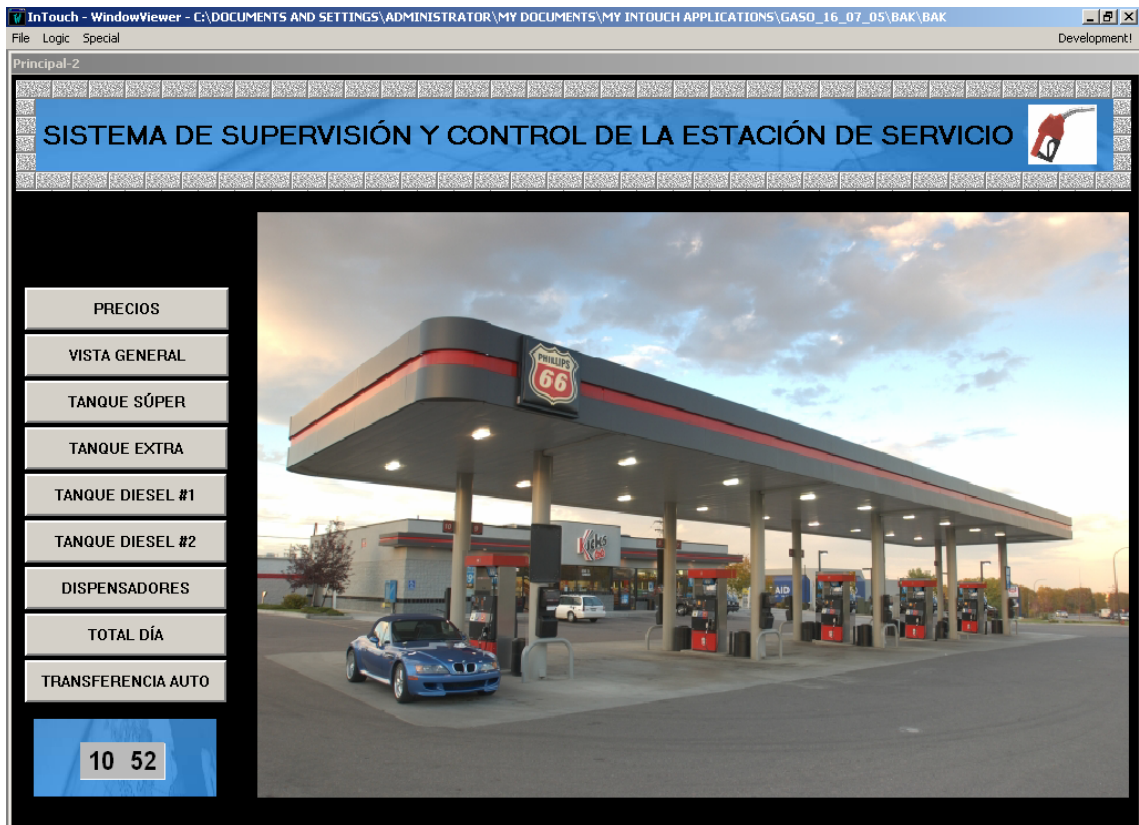 InTouch - WindowViewer - C:\DOCUMENTS AND SETTINGS\ADMINISTRATOR\MY DOCUMENTS\MY INTOUCH APPLICATIONS\GASO_16_07_05\BAK\BAK
File Logic Special Development!
Principal-2
SISTEMA DE SUPERVISIÓN Y CONTROL DE LA ESTACIÓN DE SERVICIO
PRECIOS
VISTA GENERAL
TANQUE SÚPER
TANQUE EXTRA
TANQUE DIESEL #1
TANQUE DIESEL #2
DISPENSADORES
TOTAL DÍA
TRANSFERENCIA AUTO
10 52
PHILLIPS
66
Kicks
66